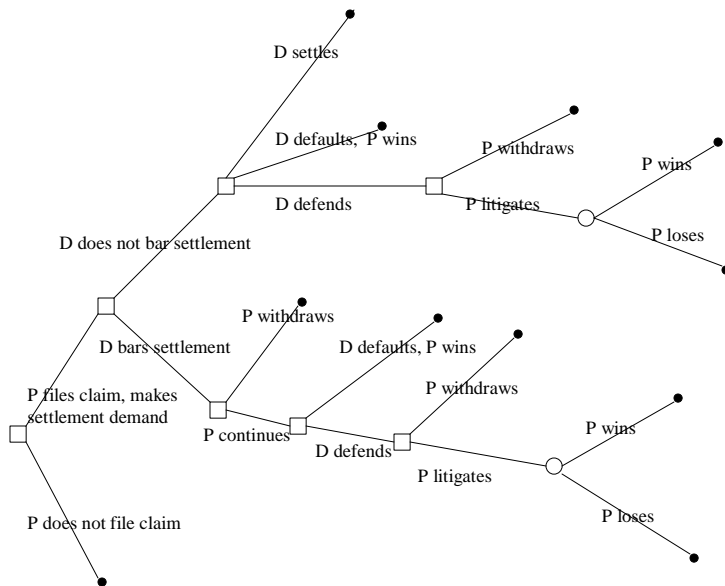 D settles
D defaults, P wins
P withdraws
P wins
D defends
P litigates
P loses
D does not bar settlement
P withdraws
D bars settlement
D defaults, P wins
P withdraws
P files claim, makes
settlement demand
P continues
D defends
P wins
P litigates
P loses
P does not file claim